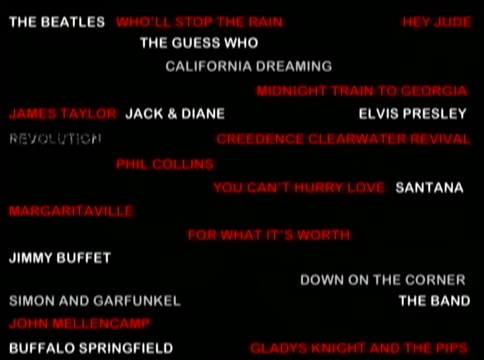 THE BEATLES WHO'LL STOP THE RAIN HEY JUDE
THE GUESS WHO
CALIFORNIA DREAMING
MIDNIGHT TRAIN TO GEORGIA
JAMES TAYLOR JACK & DIANE ELVIS PRESLEY
REVOLUTION CREEDENCE CLEARWATER REVIVAL
PHIL COLLINS
YOU CAN'T HURRY LOVE SANTANA
MARGARITAVILLE
FOR WHAT IT'S WORTH
JIMMY BUFFET
DOWN ON THE CORNER
SIMON AND GARFUNKEL THE BAND
JOHN MELLENCAMP
BUFFALO SPRINGFIELD GLADYS KNIGHT AND THE PIPS